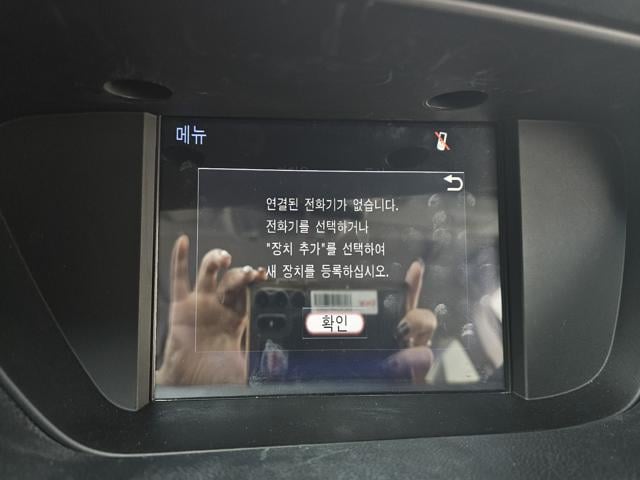 메뉴
연결된 전화기가 없습니다.
전화기를 선택하거나
"장치 추가"를 선택하여
새 장치를 등록하십시오.
확인